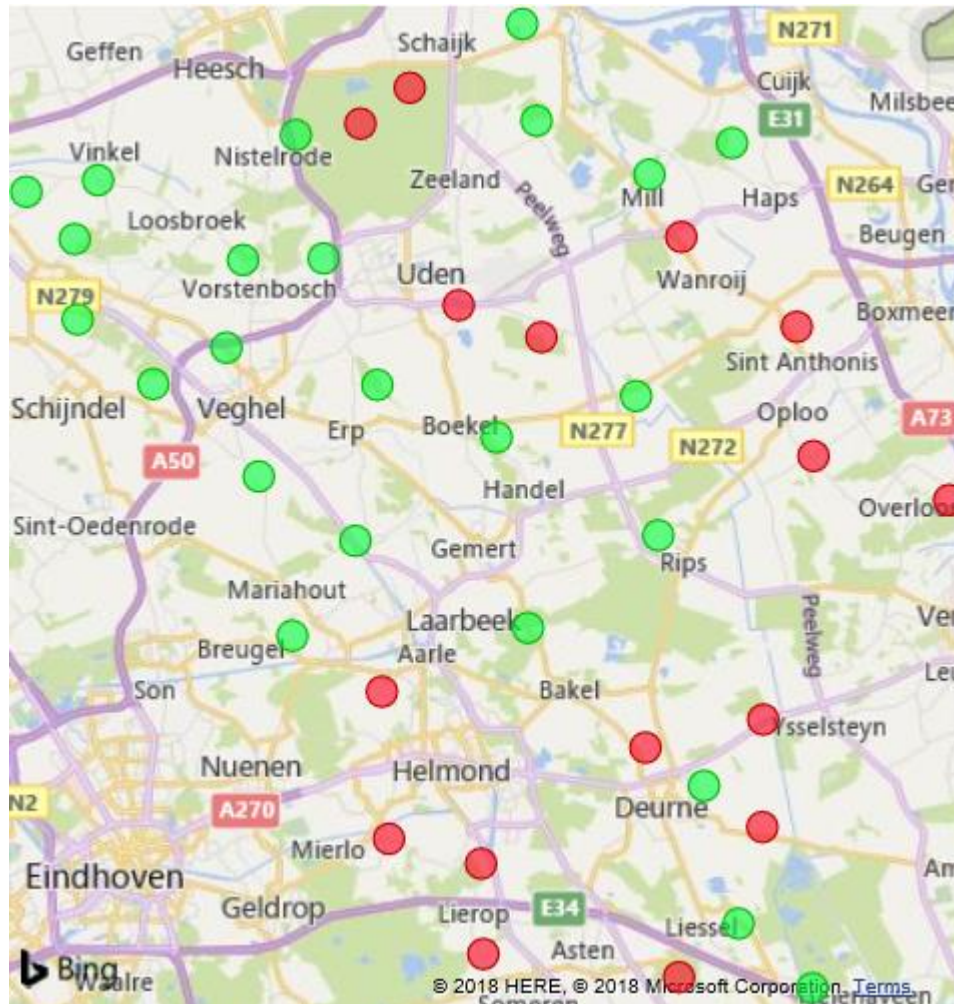 N271
Geffen
Schaijk
Heesch
Cuijk
E31
Milsbee
Vinkel
Nistelrode
Zeeland
Peelweg
Mill
Haps
N264
Loosbroek
Beugen
Uden
Wanroij
N279
Vorstenbosch
Boxmeer
Sint Anthonis
Schijndel
Veghel
Erp
Boekel
N277
Oploo
A73
N272
A50
Handel
Overloon
Sint-Oedenrode
Gemert
Rips
Mariahout
Peelweg
Laarbeek
Breugel
Aarle
Son
Bakel
Ysselsteyn
Nuenen
Helmond
N2
A270
Deurne
Mierlo
Eindhoven
Geldrop
Lierop
E34
Liessel
Asten
Bing
Waalre
© 2018 HERE, © 2018 Microsoft Corporation, Terms